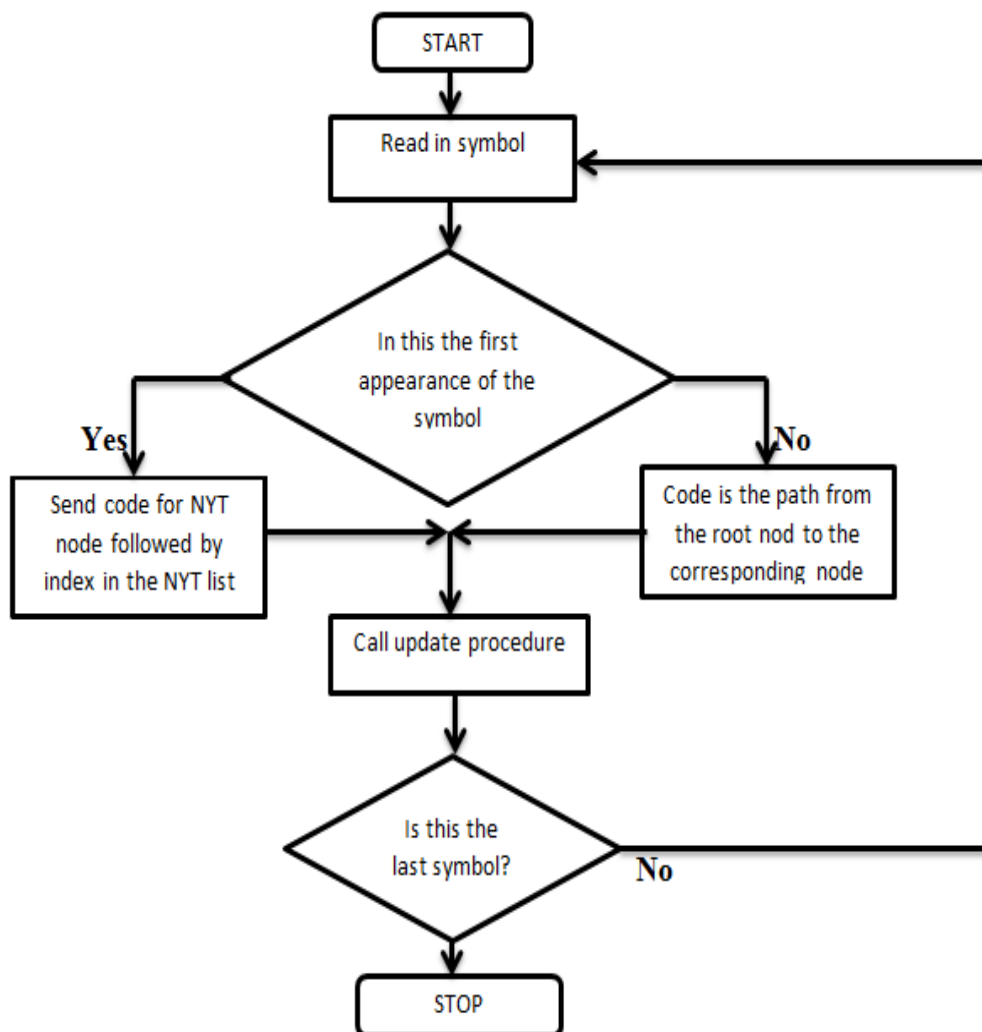 START
Read in symbol
In this the first
appearance of the
symbol
Yes
No
Send code for NYT
node followed by
index in the NYT list
Code is the path from
the root nod to the
corresponding node
Call update procedure
Is this the
last symbol?
No
STOP